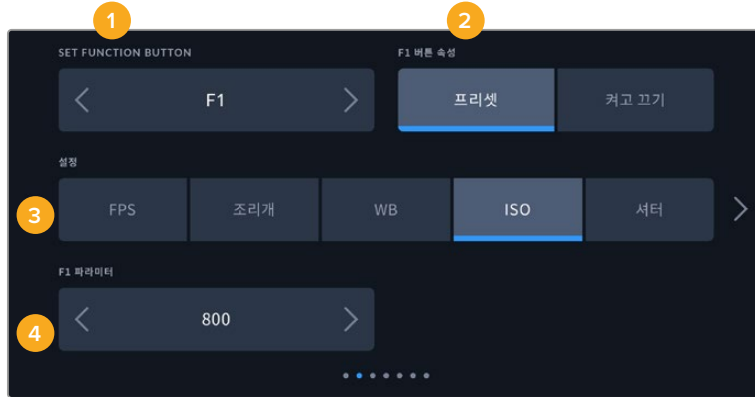 1 2
SET FUNCTION BUTTON F1 버튼 속성
F1 프리셋 켜고 끄기
설정
3 FPS 조리개 WB ISO 셔터
F1 파라미터
4 800